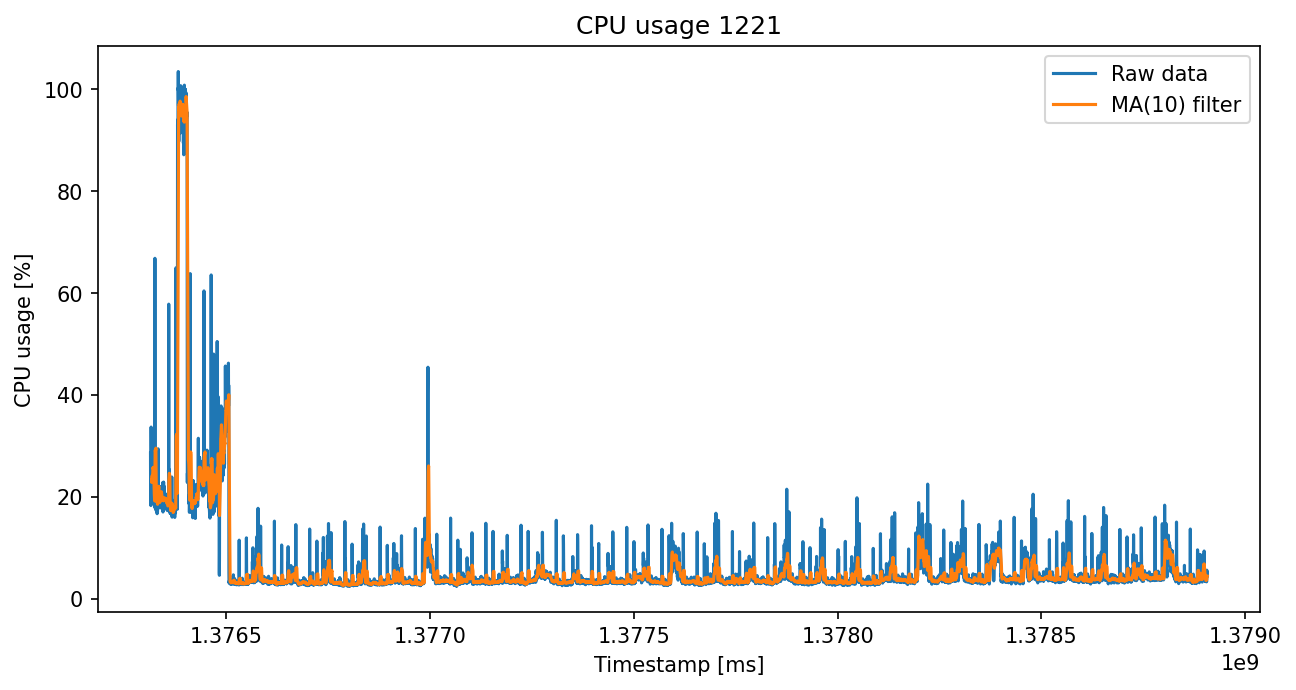 CPU usage 1221
Raw data
MA(10) filter
CPU usage [%]
100
80
60
40
20
0
1.3765 1.3770 1.3775 1.3780 1.3785 1.3790
1e9
Timestamp [ms]